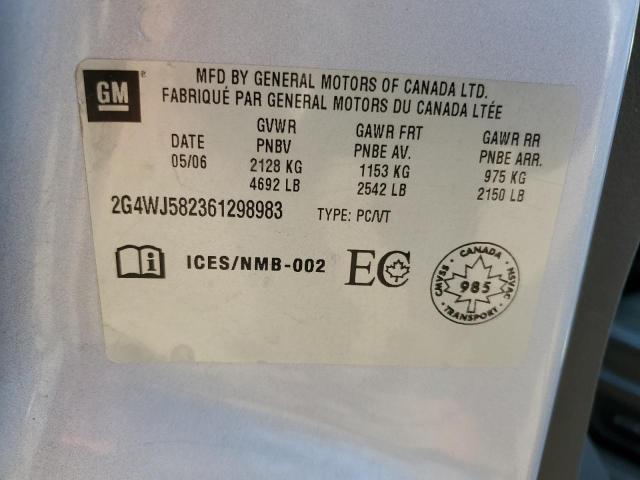 GM
MFD BY GENERAL MOTORS OF CANADA LTD.
FABRIQUÉ PAR GENERAL MOTORS DU CANADA LTÉE
DATE GVWR GAWR FRT GAWR RR
05/06 PNBV PNBE AV. PNBE ARR.
2128 KG 1153 KG 975 KG
4692 LB 2542 LB 2150 LB
2G4WJ582361298983 TYPE: PC/VT
ICES/NMB-002 EC
CANADA
CMVSS 985 NSVAC
TRANSPORT